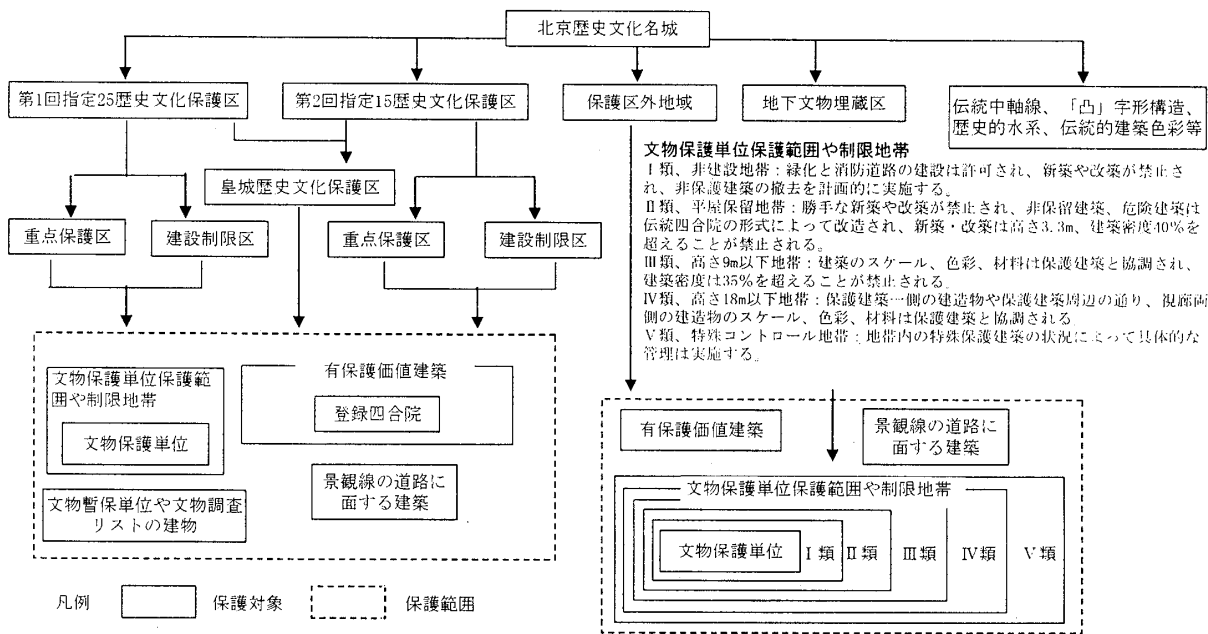 北京歴史文化名城
第1回指定25歴史文化保護区
第2回指定15歴史文化保護区
保護区外地域
地下文物埋蔵区
伝統中軸線、「凸」字形構造、
歴史的水系、伝統的建築色彩等
皇城歴史文化保護区
重点保護区
建設制限区
重点保護区
建設制限区
文物保護単位保護範囲や制限地帯
Ⅰ類、非建設地帯：緑化と消防道路の建設は許可され、新築や改築が禁止さ
れ、非保護建築の撤去を計画的に実施する。
Ⅱ類、平屋保留地帯：勝手な新築や改築が禁止され、非保留建築、危険建築は
伝統四合院の形式によって改造され、新築・改築は高さ3.3m、建築密度40%を
超えることが禁止される。
Ⅲ類、高さ9m以下地帯：建築のスケール、色彩、材料は保護建築と協調され、
建築密度は35%を超えることが禁止される。
Ⅳ類、高さ18m以下地帯：保護建築一側の建造物や保護建築周辺の通り、視廊両
側の建造物のスケール、色彩、材料は保護建築と協調される。
Ⅴ類、特殊コントロール地帯：地帯内の特殊保護建築の状況によって具体的な
管理は実施する。
文物保護単位保護範
囲や制限地帯
文物保護単位
有保護価値建築
登録四合院
文物暫保単位や文物調査
リストの建物
景観線の道路に
面する建築
有保護価値建築
景観線の道路に
面する建築
文物保護単位保護範囲や制限地帯
文物保護単位
Ⅰ類
Ⅱ類
Ⅲ類
Ⅳ類
Ⅴ類
凡例
保護対象
保護範囲